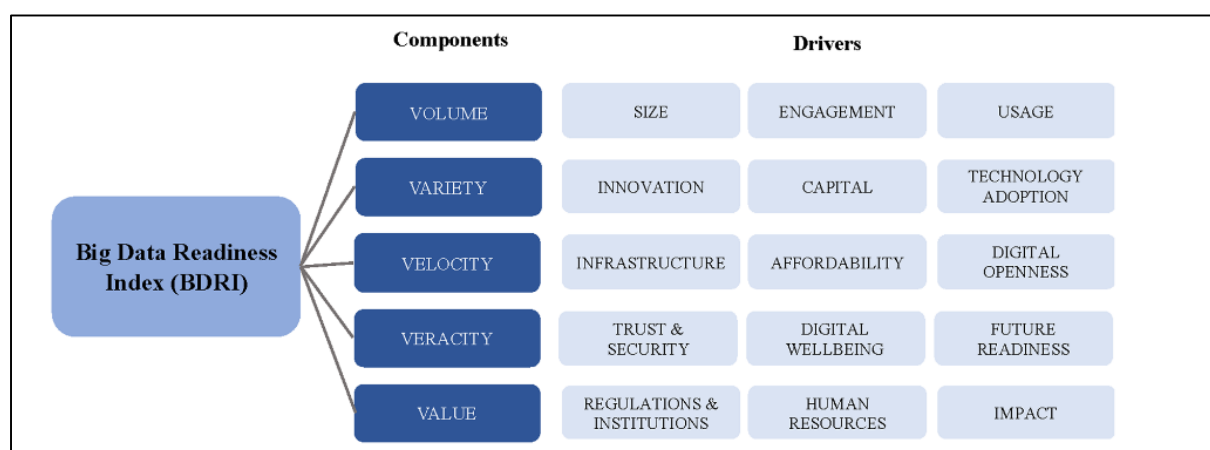 Components
Drivers
VOLUME
SIZE
ENGAGEMENT
USAGE
VARIETY
INNOVATION
CAPITAL
TECHNOLOGY
ADOPTION
Big Data Readiness
Index (BDRI)
VELOCITY
INFRASTRUCTURE
AFFORDABILITY
DIGITAL
OPENNESS
VERACITY
TRUST &
SECURITY
DIGITAL
WELLBEING
FUTURE
READINESS
VALUE
REGULATIONS &
INSTITUTIONS
HUMAN
RESOURCES
IMPACT